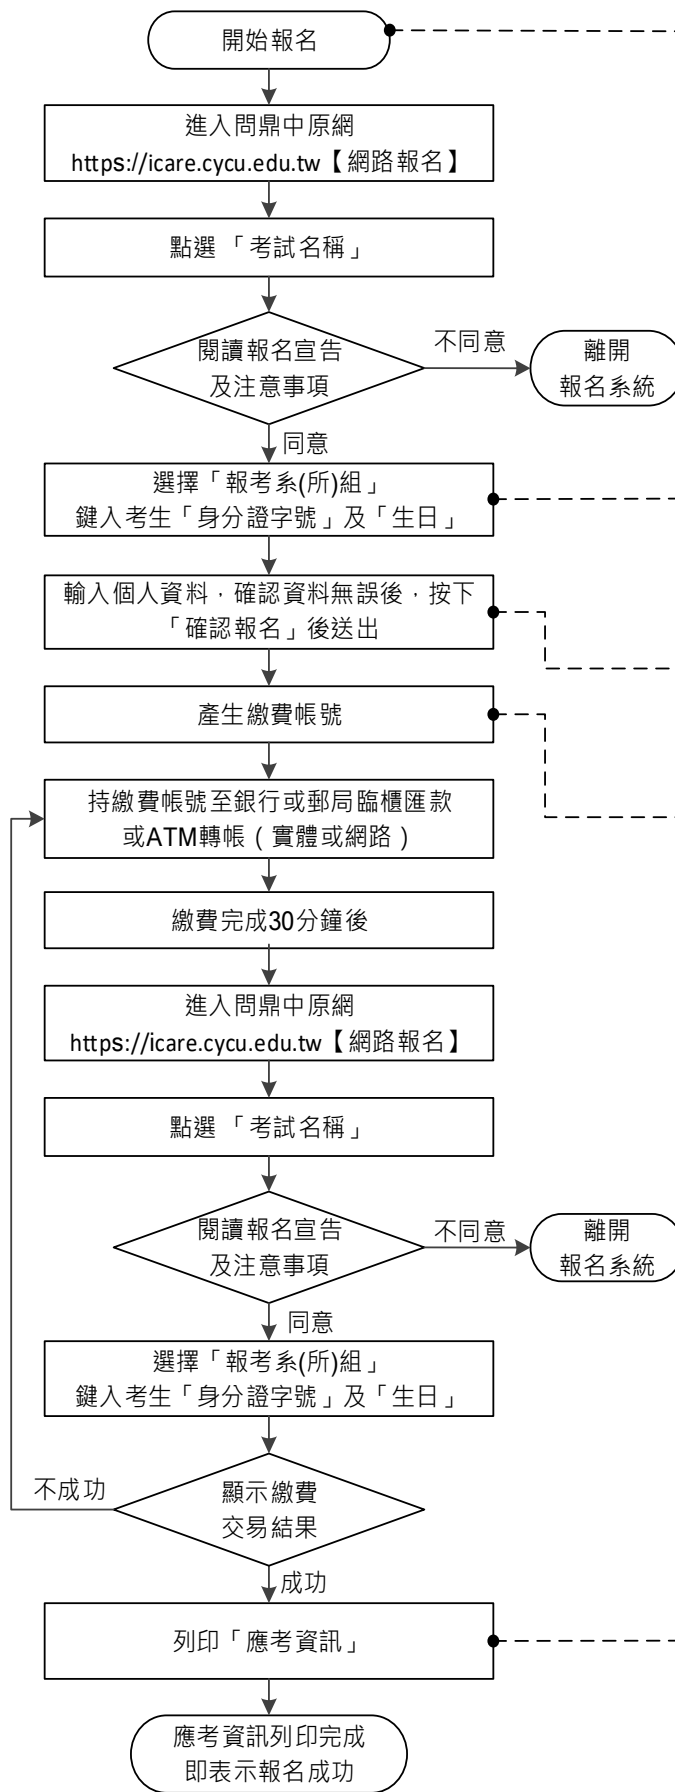 開始報名
進入問鼎中原網
https://icare.cycu.edu.tw【網路報名】
點選「考試名稱」
閱讀報名宣告
及注意事項
不同意
離開
報名系統
同意
選擇「報考系(所)組」
鍵入考生「身分證字號」及「生日」
輸入個人資料，確認資料無誤後，按下
「確認報名」後送出
產生繳費帳號
持繳費帳號至銀行或郵局臨櫃匯款
或ATM轉帳（實體或網路）
繳費完成30分鐘後
進入問鼎中原網
https://icare.cycu.edu.tw【網路報名】
點選「考試名稱」
閱讀報名宣告
及注意事項
不同意
離開
報名系統
同意
選擇「報考系(所)組」
鍵入考生「身分證字號」及「生日」
不成功
顯示繳費
交易結果
成功
列印「應考資訊」
應考資訊列印完成
即表示報名成功